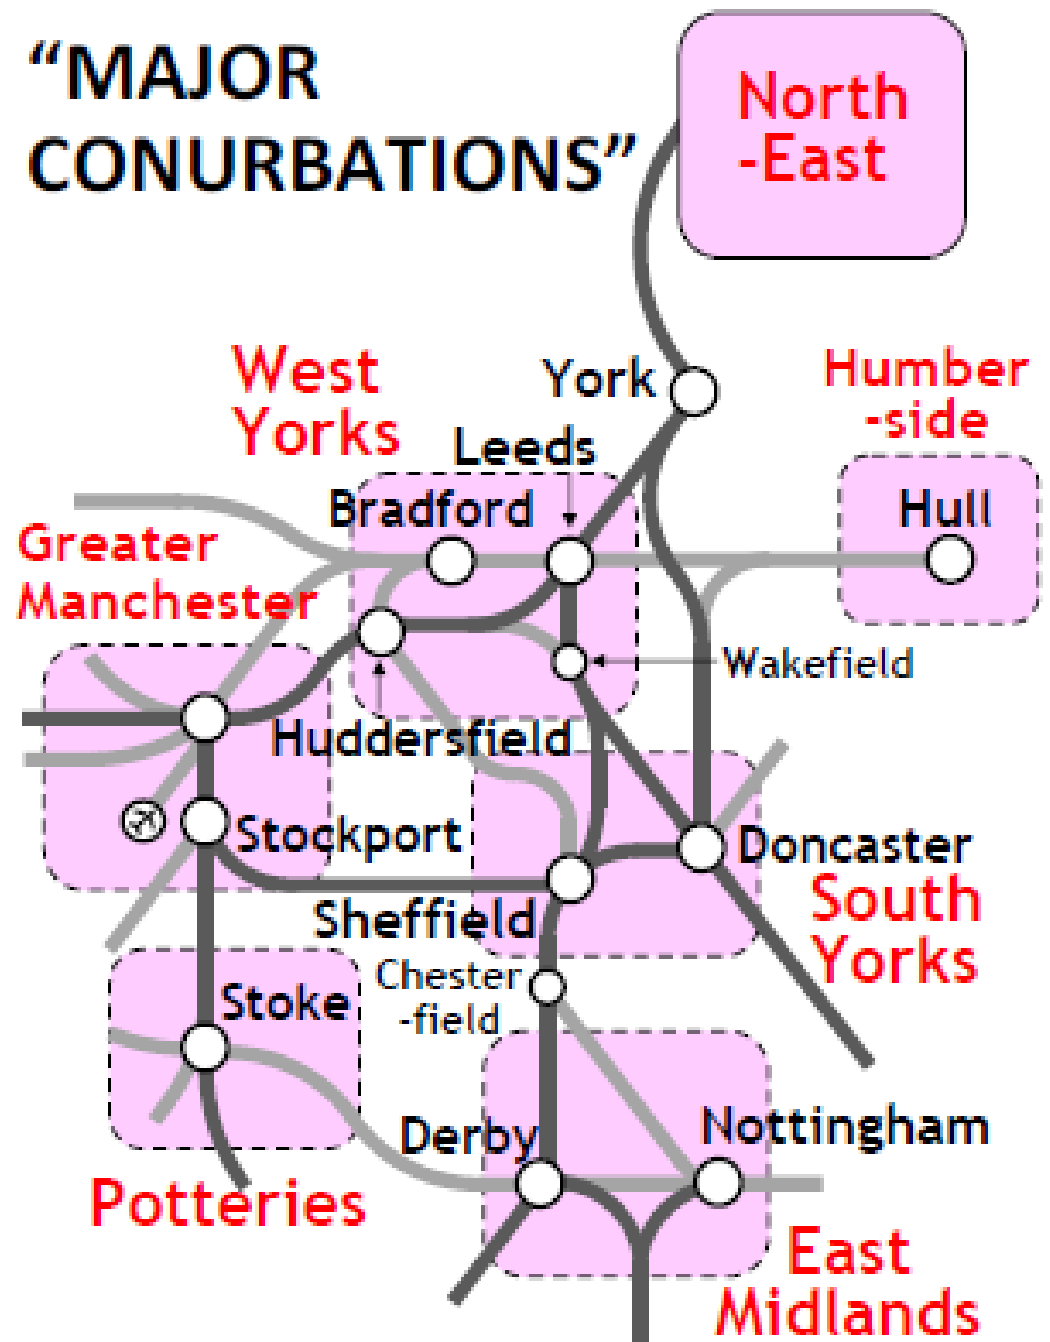 “MAJOR
CONURBATIONS”
North
-East
West
Yorks
York
Humber
-side
Leeds
Bradford
Hull
Greater
Manchester
Wakefield
Huddersfield
Stockport
Doncaster
South
Yorks
Sheffield
Chester
-field
Stoke
Derby
Nottingham
Potteries
East
Midlands